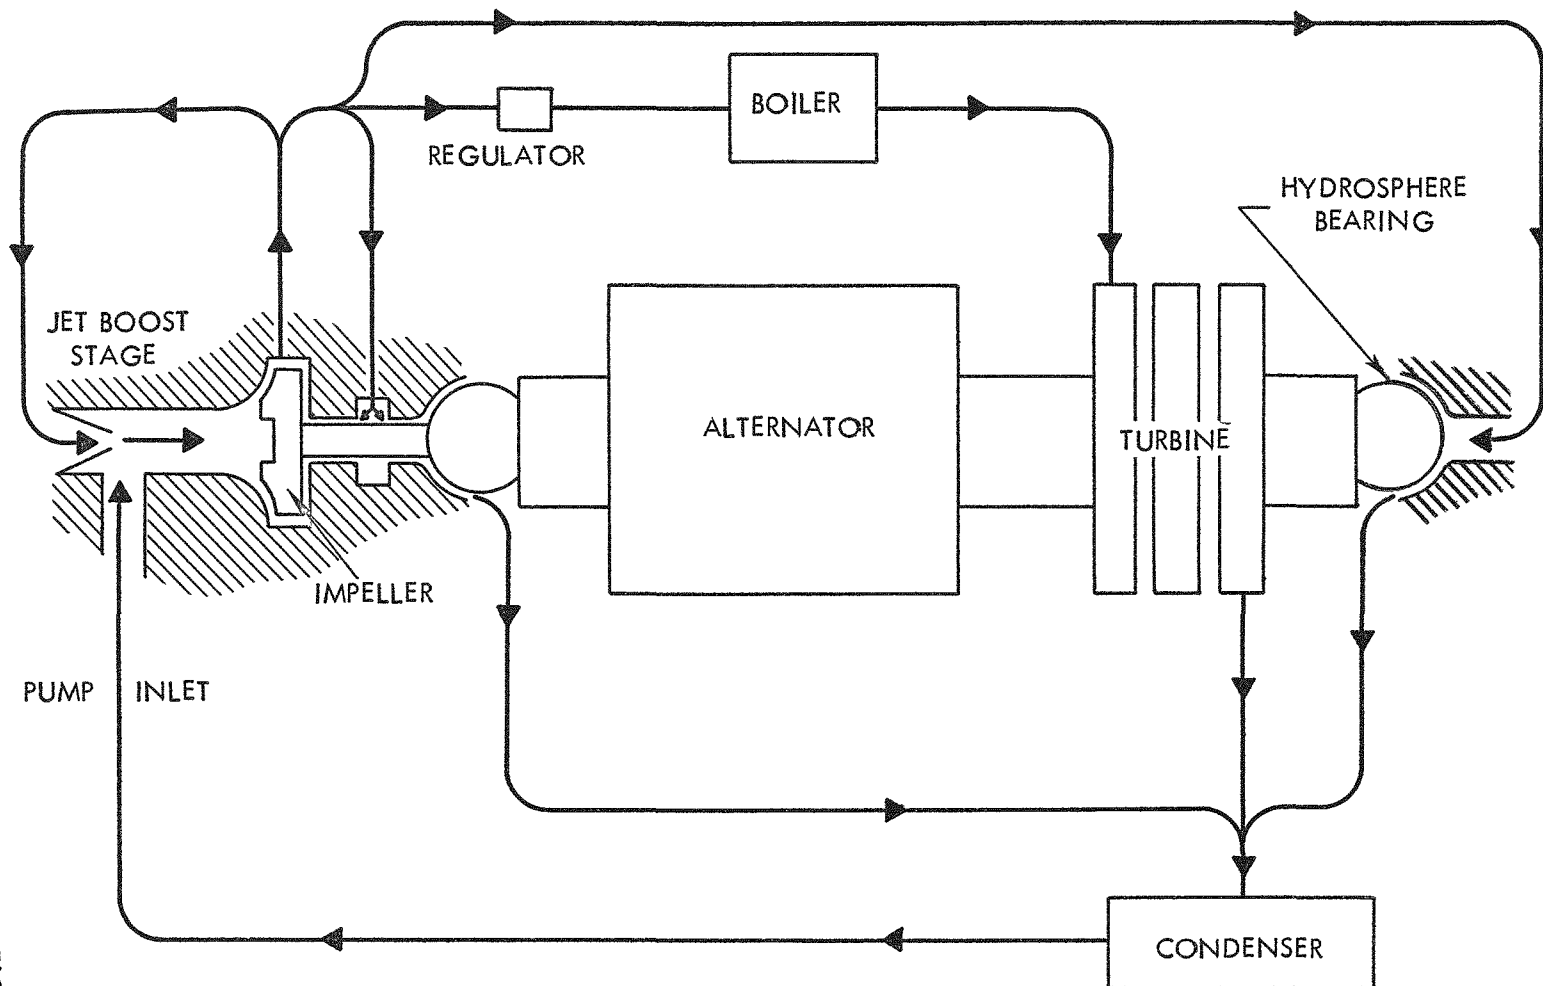 BOILER
REGULATOR
HYDROSPHERE
BEARING
JET BOOST
STAGE
ALTERNATOR
TURBINE
IMPELLER
PUMP INLET
CONDENSER